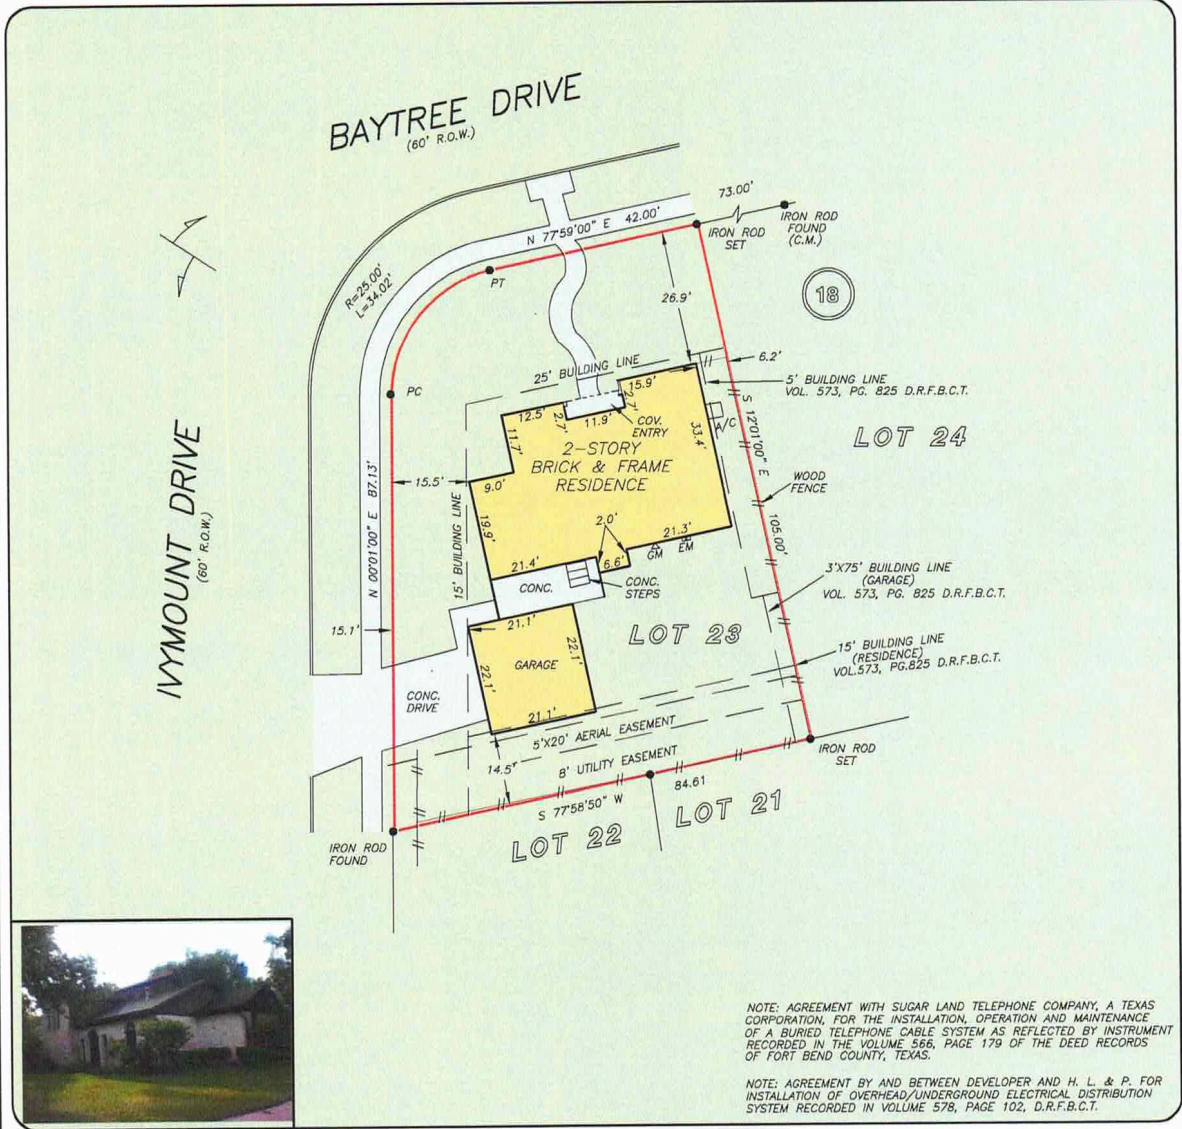 BAYTREE DRIVE
(60' R.O.W.)
73.00'
IRON ROD
FOUND
(C.M.)
IRON ROD
SET
N 77°59'00" E 42.00'
PT
R=25.00'
L=34.02'
18
26.9'
PC
25' BUILDING LINE
6.2'
5' BUILDING LINE
VOL. 573, PG. 825 D.R.F.B.C.T.
15.9'
2.7'
12.5'
2.7'
11.9'
COV.
ENTRY
A/C
S 12°01'00" E
105.00'
LOT 24
11.7'
33.4'
2-STORY
BRICK & FRAME
RESIDENCE
WOOD
FENCE
IVYMOUNT DRIVE
(60' R.O.W.)
N 00°01'00" E 87.13'
15.5'
9.0'
15' BUILDING LINE
19.9'
2.0'
21.3'
GM
EM
21.4'
6.6'
CONC.
CONC.
STEPS
3'X75' BUILDING LINE
(GARAGE)
VOL. 573, PG. 825 D.R.F.B.C.T.
15.1'
21.1'
LOT 23
GARAGE
22.1'
22.1'
21.1'
15' BUILDING LINE
(RESIDENCE)
VOL.573, PG.825 D.R.F.B.C.T.
CONC.
DRIVE
5'X20' AERIAL EASEMENT
14.5'
8' UTILITY EASEMENT
IRON ROD
SET
S 77°58'50" W
84.61
LOT 22
LOT 21
IRON ROD
FOUND
NOTE: AGREEMENT WITH SUGAR LAND TELEPHONE COMPANY, A TEXAS
CORPORATION, FOR THE INSTALLATION, OPERATION AND MAINTENANCE
OF A BURIED TELEPHONE CABLE SYSTEM AS REFLECTED BY INSTRUMENT
RECORDED IN THE VOLUME 566, PAGE 179 OF THE DEED RECORDS
OF FORT BEND COUNTY, TEXAS.
NOTE: AGREEMENT BY AND BETWEEN DEVELOPER AND H. L. & P. FOR
INSTALLATION OF OVERHEAD/UNDERGROUND ELECTRICAL DISTRIBUTION
SYSTEM RECORDED IN VOLUME 578, PAGE 102, D.R.F.B.C.T.